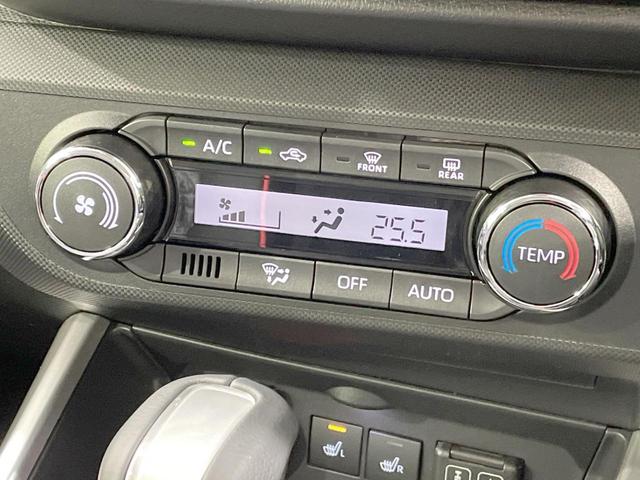 A/C
FRONT
REAR
25.5
TEMP
OFF
AUTO
L
R